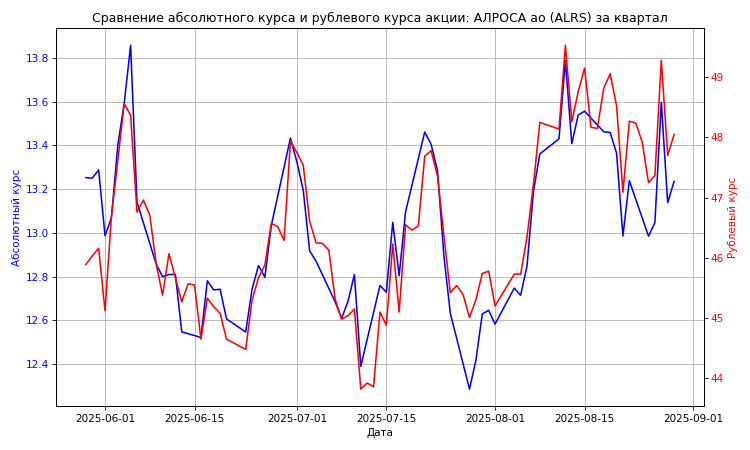 Сравнение абсолютного курса и рублевого курса акции: АЛРОСА ао (ALRS) за квартал
13.8
13.6
13.4
13.2
13.0
12.8
12.6
12.4
Абсолютный курс
49
48
47
46
45
44
Рублевый курс
2025-06-01 2025-06-15 2025-07-01 2025-07-15 2025-08-01 2025-08-15 2025-09-01
Дата